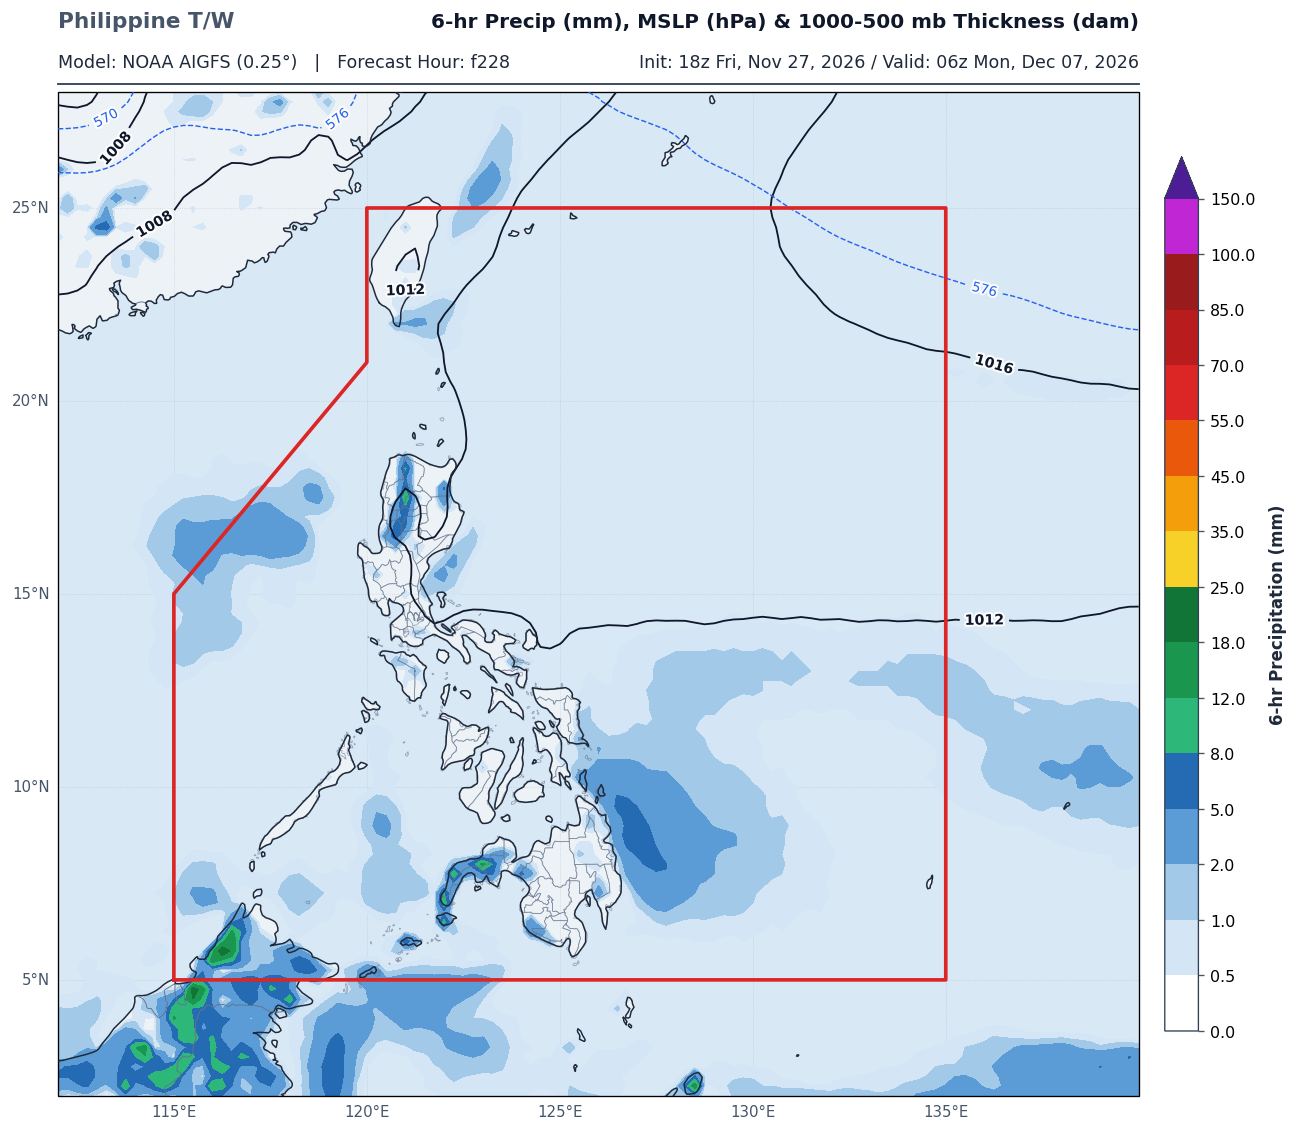 Philippine T/W
6-hr Precip (mm), MSLP (hPa) & 1000-500 mb Thickness (dam)
Model: NOAA AIGFS (0.25°) | Forecast Hour: f228
Init: 18z Fri, Nov 27, 2026 / Valid: 06z Mon, Dec 07, 2026
570
576
1008
1008
1012
576
1016
1012
25°N
20°N
15°N
10°N
5°N
115°E
120°E
125°E
130°E
135°E
150.0
100.0
85.0
70.0
55.0
45.0
35.0
25.0
18.0
12.0
8.0
5.0
2.0
1.0
0.5
0.0
6-hr Precipitation (mm)